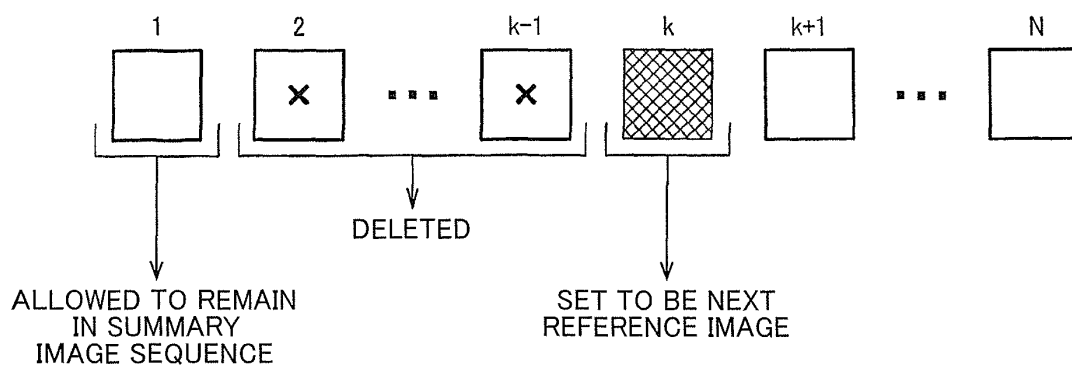 1 2 k-1 k k+1 N
DELETED
ALLOWED TO REMAIN
IN SUMMARY
IMAGE SEQUENCE
SET TO BE NEXT
REFERENCE IMAGE